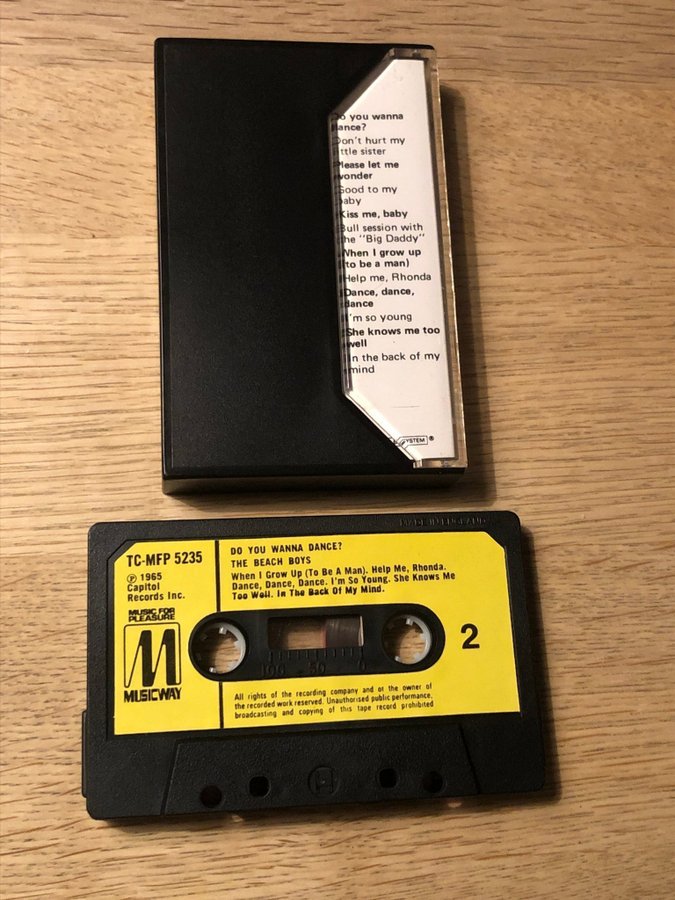 o you wanna
ance?
on't hurt my
ttle sister
Please let me
wonder
Good to my
baby
Kiss me, baby
Bull session with
the "Big Daddy"
When I grow up
(to be a man)
Help me, Rhonda
Dance, dance,
dance
I'm so young
She knows me too
well
In the back of my
mind
SYSTEM ®
MADE IN ENGLAND
TC-MFP 5235
℗ 1965
Capitol
Records Inc.
MUSIC FOR
PLEASURE
M
MUSICWAY
DO YOU WANNA DANCE?
THE BEACH BOYS
When I Grow Up (To Be A Man). Help Me, Rhonda.
Dance, Dance, Dance. I'm So Young. She Knows Me
Too Well. In The Back Of My Mind.
2
100 50 0
All rights of the recording company and of the owner of
the recorded work reserved. Unauthorised public performance,
broadcasting and copying of this tape record prohibited